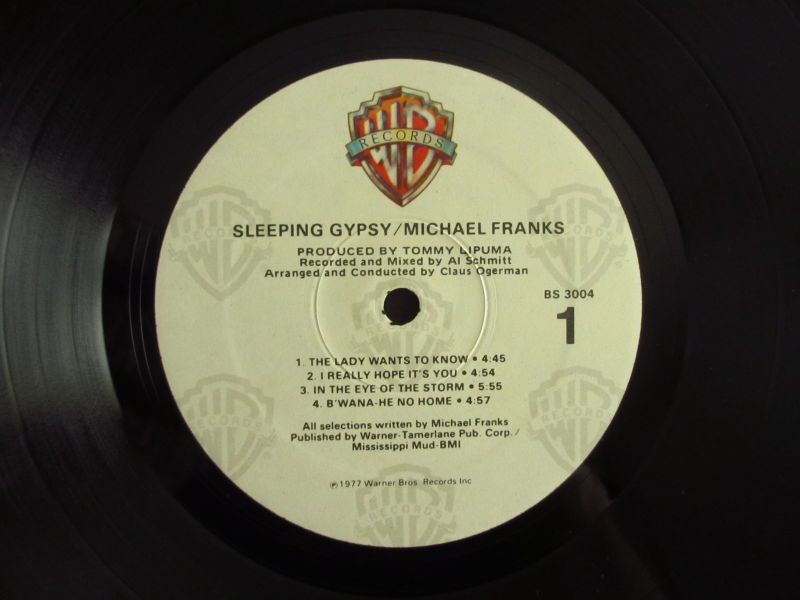 WB
RECORDS
SLEEPING GYPSY/MICHAEL FRANKS
PRODUCED BY TOMMY LIPUMA
Recorded and Mixed by Al Schmitt
Arranged and Conducted by Claus Ogerman
BS 3004
1
1. THE LADY WANTS TO KNOW • 4:45
2. I REALLY HOPE IT'S YOU • 4:54
3. IN THE EYE OF THE STORM • 5:55
4. B'WANA-HE NO HOME • 4:57
All selections written by Michael Franks
Published by Warner-Tamerlane Pub. Corp./
Mississippi Mud-BMI
℗ 1977 Warner Bros. Records Inc